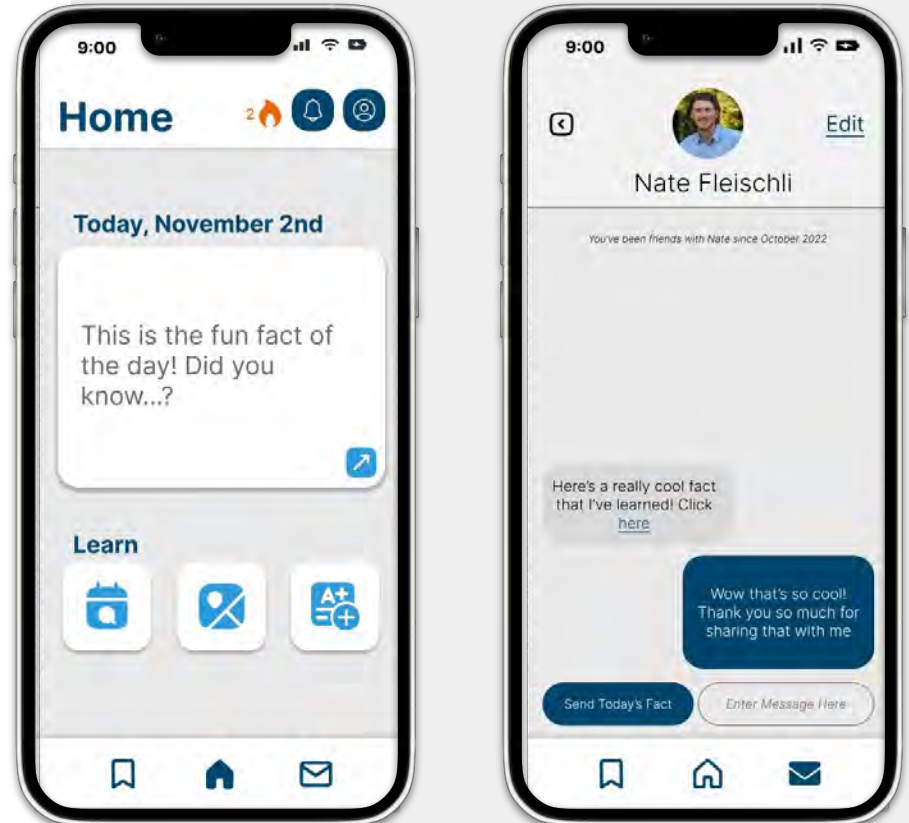 9:00
Home
2
Today, November 2nd
This is the fun fact of
the day! Did you
know...?
Learn
A+
9:00
Edit
Nate Fleischli
You've been friends with Nate since October 2022
Here's a really cool fact
that I've learned! Click
here
Wow that's so cool!
Thank you so much for
sharing that with me
Send Today's Fact
Enter Message Here